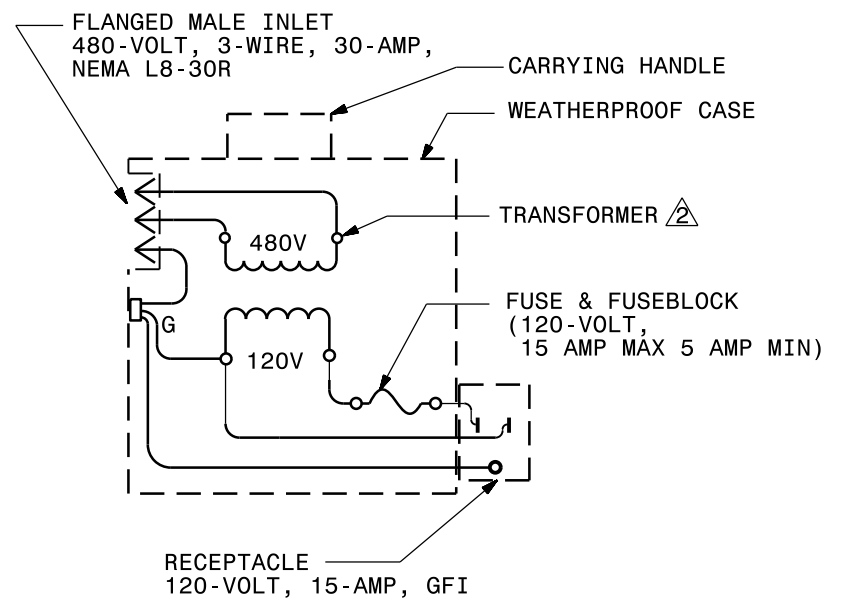 FLANGED MALE INLET
480-VOLT, 3-WIRE, 30-AMP,
NEMA L8-30R
CARRYING HANDLE
WEATHERPROOF CASE
TRANSFORMER 2
480V
FUSE & FUSEBLOCK
(120-VOLT,
15 AMP MAX 5 AMP MIN)
G
120V
RECEPTACLE
120-VOLT, 15-AMP, GFI